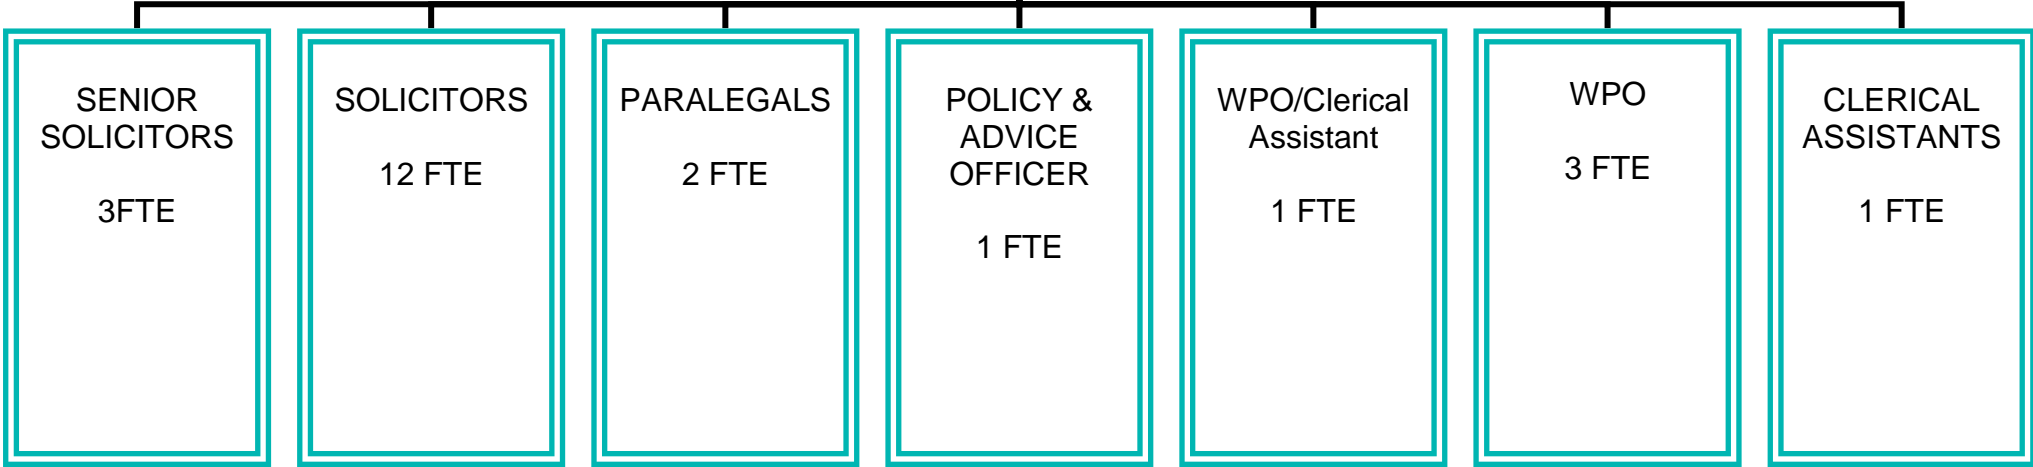 SENIOR
SOLICITORS
3FTE
SOLICITORS
12 FTE
PARALEGALS
2 FTE
POLICY &
ADVICE
OFFICER
1 FTE
WPO/Clerical
Assistant
1 FTE
WPO
3 FTE
CLERICAL
ASSISTANTS
1 FTE